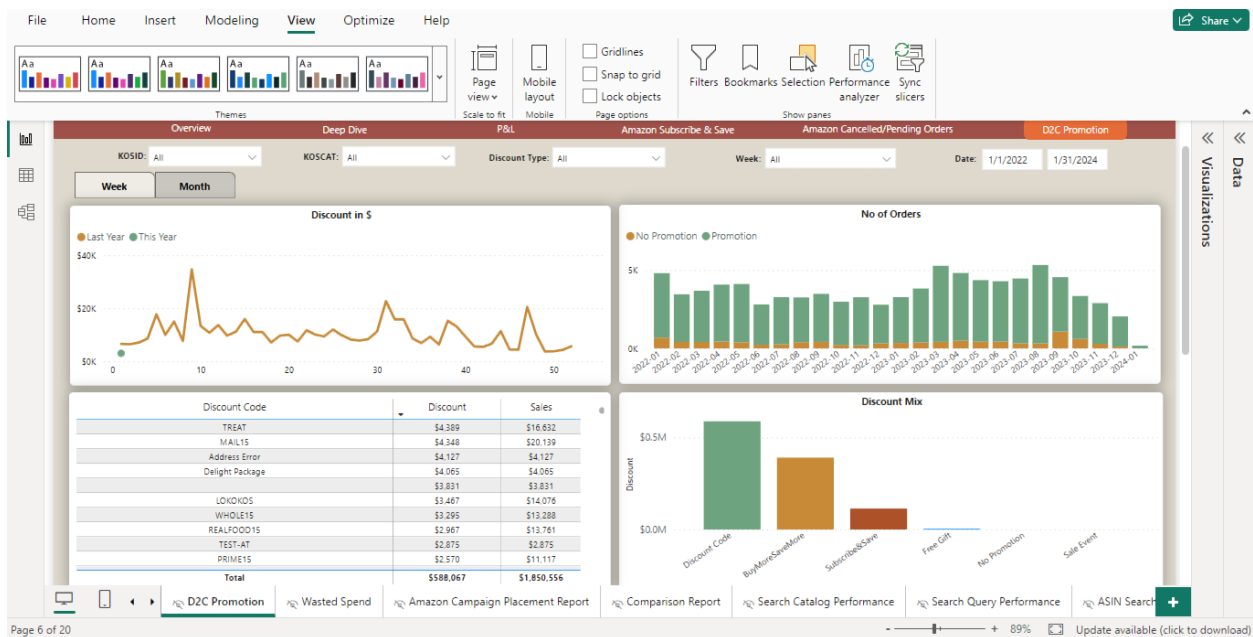 File Home Insert Modeling View Optimize Help Share
Aa Aa Aa Aa Aa Aa
Page view
Mobile layout
Gridlines
Snap to grid
Lock objects
Filters Bookmarks Selection Performance analyzer Sync slicers
Themes Scale to fit Mobile Page options Show panes
Overview Deep Dive P&L Amazon Subscribe & Save Amazon Cancelled/Pending Orders D2C Promotion
KOSID: All KOSCAT: All Discount Type: All Week: All Date: 1/1/2022 1/31/2024
Week Month
Visualizations
Data
Discount in $
Last Year This Year
$40K
$20K
$0K
0 10 20 30 40 50
No of Orders
No Promotion Promotion
5K
0K
2022-01 2022-02 2022-03 2022-04 2022-05 2022-06 2022-07 2022-08 2022-09 2022-10 2022-11 2022-12 2023-01 2023-02 2023-03 2023-04 2023-05 2023-06 2023-07 2023-08 2023-09 2023-10 2023-11 2023-12 2024-01
Discount Code Discount Sales
TREAT $4,389 $16,632
MAIL15 $4,348 $20,139
Address Error $4,127 $4,127
Delight Package $4,065 $4,065
$3,831 $3,831
LOKOKOS $3,467 $14,076
WHOLE15 $3,295 $13,288
REALFOOD15 $2,967 $13,761
TEST-AT $2,875 $2,875
PRIME15 $2,570 $11,117
Total $588,067 $1,850,556
Discount Mix
Discount
$0.5M
$0.0M
Discount Code BuyMoreSaveMore Subscribe&Save Free Gift No Promotion Sale Event
D2C Promotion Wasted Spend Amazon Campaign Placement Report Comparison Report Search Catalog Performance Search Query Performance ASIN Search
Page 6 of 20 - + 89% Update available (click to download)